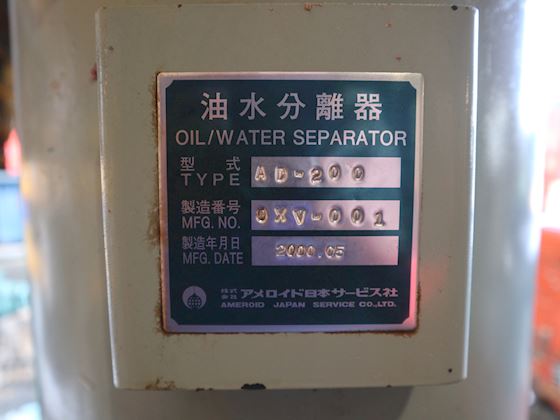 油水分離器
OIL/WATER SEPARATOR
型式
TYPE AD-200
製造番号
MFG. NO. OXV-001
製造年月日
MFG. DATE 2000.05
株式会社 アメロイド日本サービス社
AMEROID JAPAN SERVICE CO.,LTD.